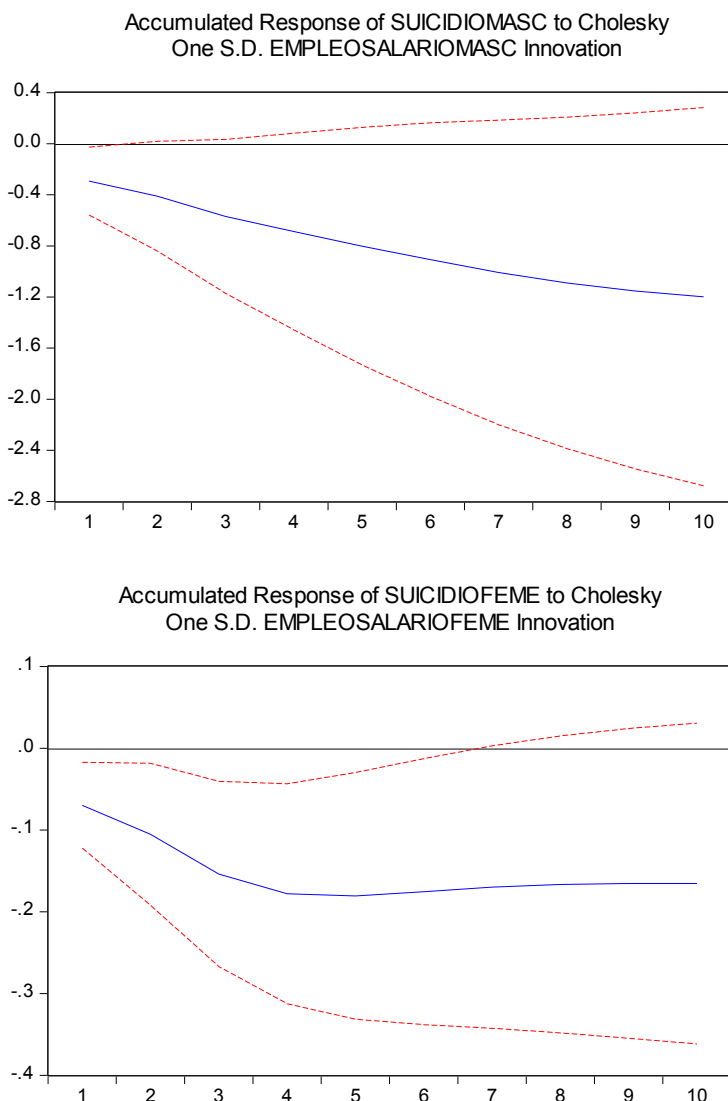 Accumulated Response of SUICIDIOMASC to Cholesky
One S.D. EMPLEOSALARIOMASC Innovation
0.4
0.0
-0.4
-0.8
-1.2
-1.6
-2.0
-2.4
-2.8
1 2 3 4 5 6 7 8 9 10
Accumulated Response of SUICIDIOFEME to Cholesky
One S.D. EMPLEOSALARIOFEME Innovation
.1
.0
-.1
-.2
-.3
-.4
1 2 3 4 5 6 7 8 9 10